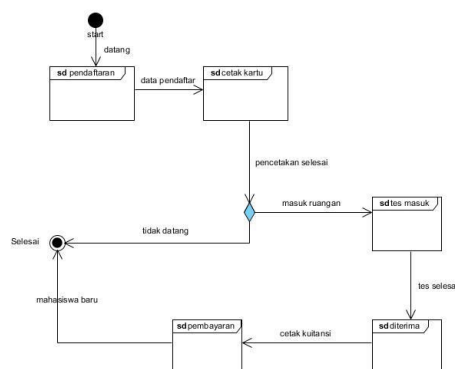 start
datang
sd pendaftaran
data pendaftar
sd cetak kartu
pencetakan selesai
masuk ruangan
sd tes masuk
tidak datang
Selesai
tes selesa
mahasiswa baru
sd pembayaran
cetak kuitansi
sd diterima